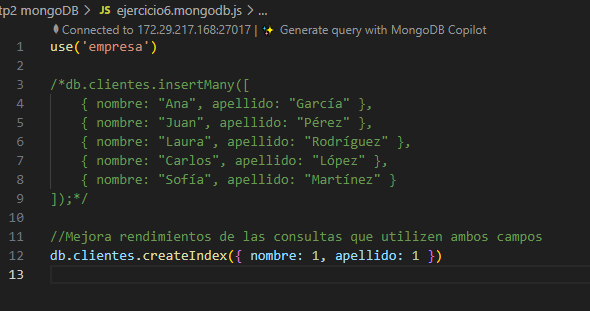 tp2 mongoDB > JS ejercicio6.mongodb.js > ...
Connected to 172.29.217.168:27017 | ✨ Generate query with MongoDB Copilot
1 use('empresa')
2
3 /*db.clientes.insertMany([
4 { nombre: "Ana", apellido: "García" },
5 { nombre: "Juan", apellido: "Pérez" },
6 { nombre: "Laura", apellido: "Rodríguez" },
7 { nombre: "Carlos", apellido: "López" },
8 { nombre: "Sofía", apellido: "Martínez" }
9 ]);*/
10
11 //Mejora rendimientos de las consultas que utilizen ambos campos
12 db.clientes.createIndex({ nombre: 1, apellido: 1 })
13